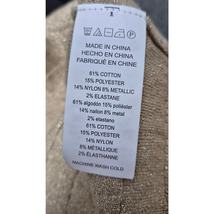 1
MADE IN CHINA
HECHO EN CHINA
FABRIQUÉ EN CHINE
61% COTTON
15% POLYESTER
14% NYLON 8% METALLIC
2% ELASTANE
61% algodón 15% poliéster
14% nailon 8% metal
2% elastano
61% COTON
15% POLYESTER
14% NYLON
8% MÉTALLIQUE
2% ÉLASTHANNE
MACHINE WASH COLD